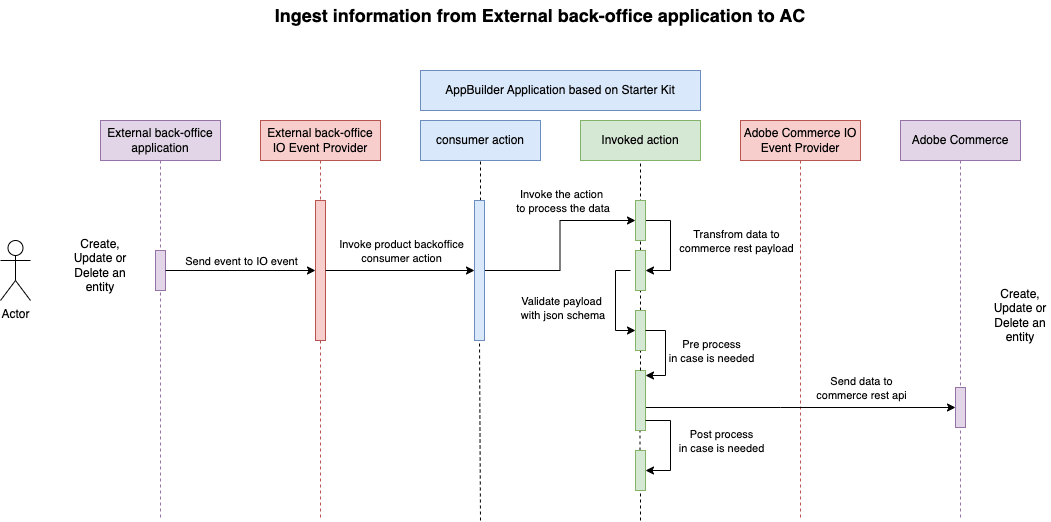 Ingest information from External back-office application to AC
AppBuilder Application based on Starter Kit
External back-office
application
External back-office
IO Event Provider
consumer action
Invoked action
Adobe Commerce IO
Event Provider
Adobe Commerce
Actor
Create,
Update or
Delete an
entity
Send event to IO event
Invoke product backoffice
consumer action
Invoke the action
to process the data
Transfrom data to
commerce rest payload
Validate payload
with json schema
Pre process
in case is needed
Send data to
commerce rest api
Post process
in case is needed
Create,
Update or
Delete an
entity